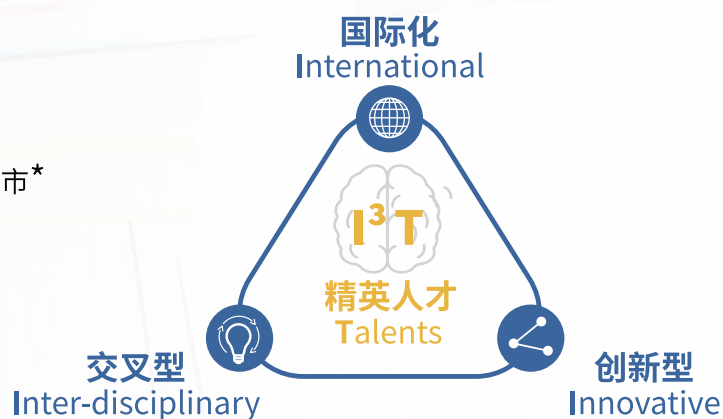 国际化
International
市*
I³T
精英人才
Talents
交叉型
Inter-disciplinary
创新型
Innovative